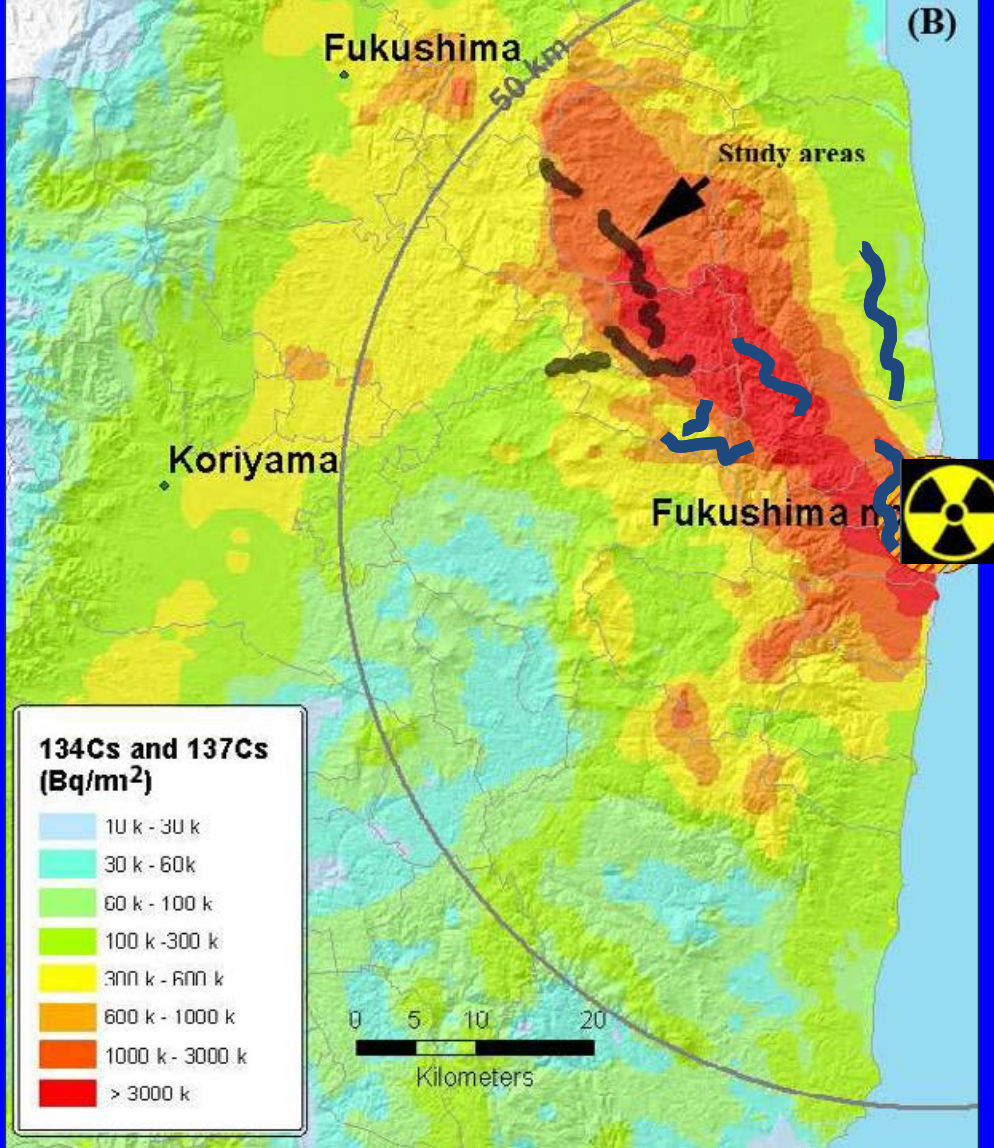 (B)
Fukushima
50 km
Study areas
Koriyama
Fukushima
134Cs and 137Cs
(Bq/m²)
10 k - 30 k
30 k - 60k
60 k - 100 k
100 k -300 k
300 k - 600 k
600 k - 1000 k
1000 k - 3000 k
> 3000 k
0 5 10 20
Kilometers